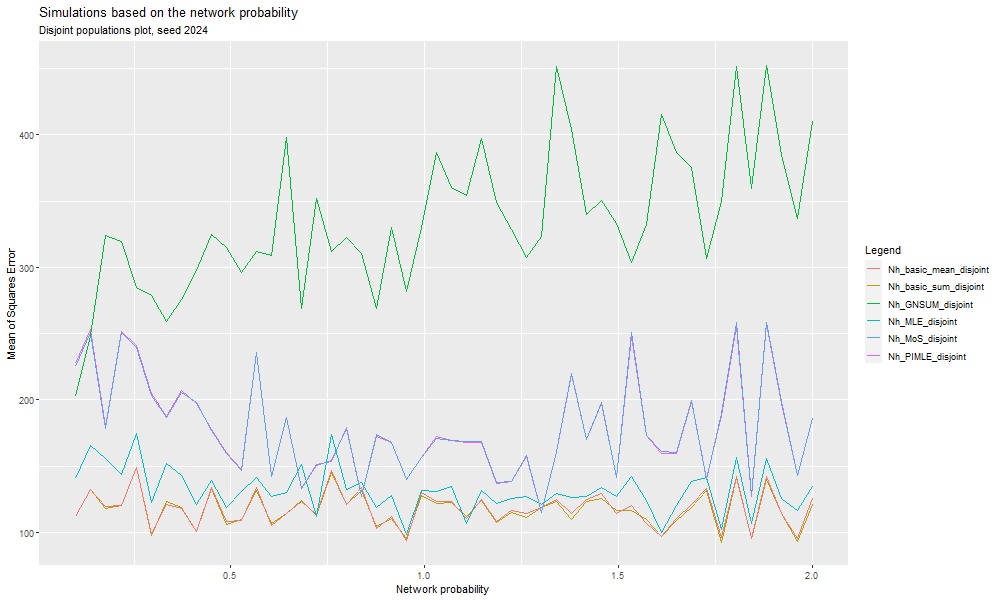 Simulations based on the network probability
Disjoint populations plot, seed 2024
Mean of Squares Error
400
300
200
100
0.5
1.0
1.5
2.0
Network probability
Legend
Nh_basic_mean_disjoint
Nh_basic_sum_disjoint
Nh_GNSUM_disjoint
Nh_MLE_disjoint
Nh_MoS_disjoint
Nh_PIMLE_disjoint